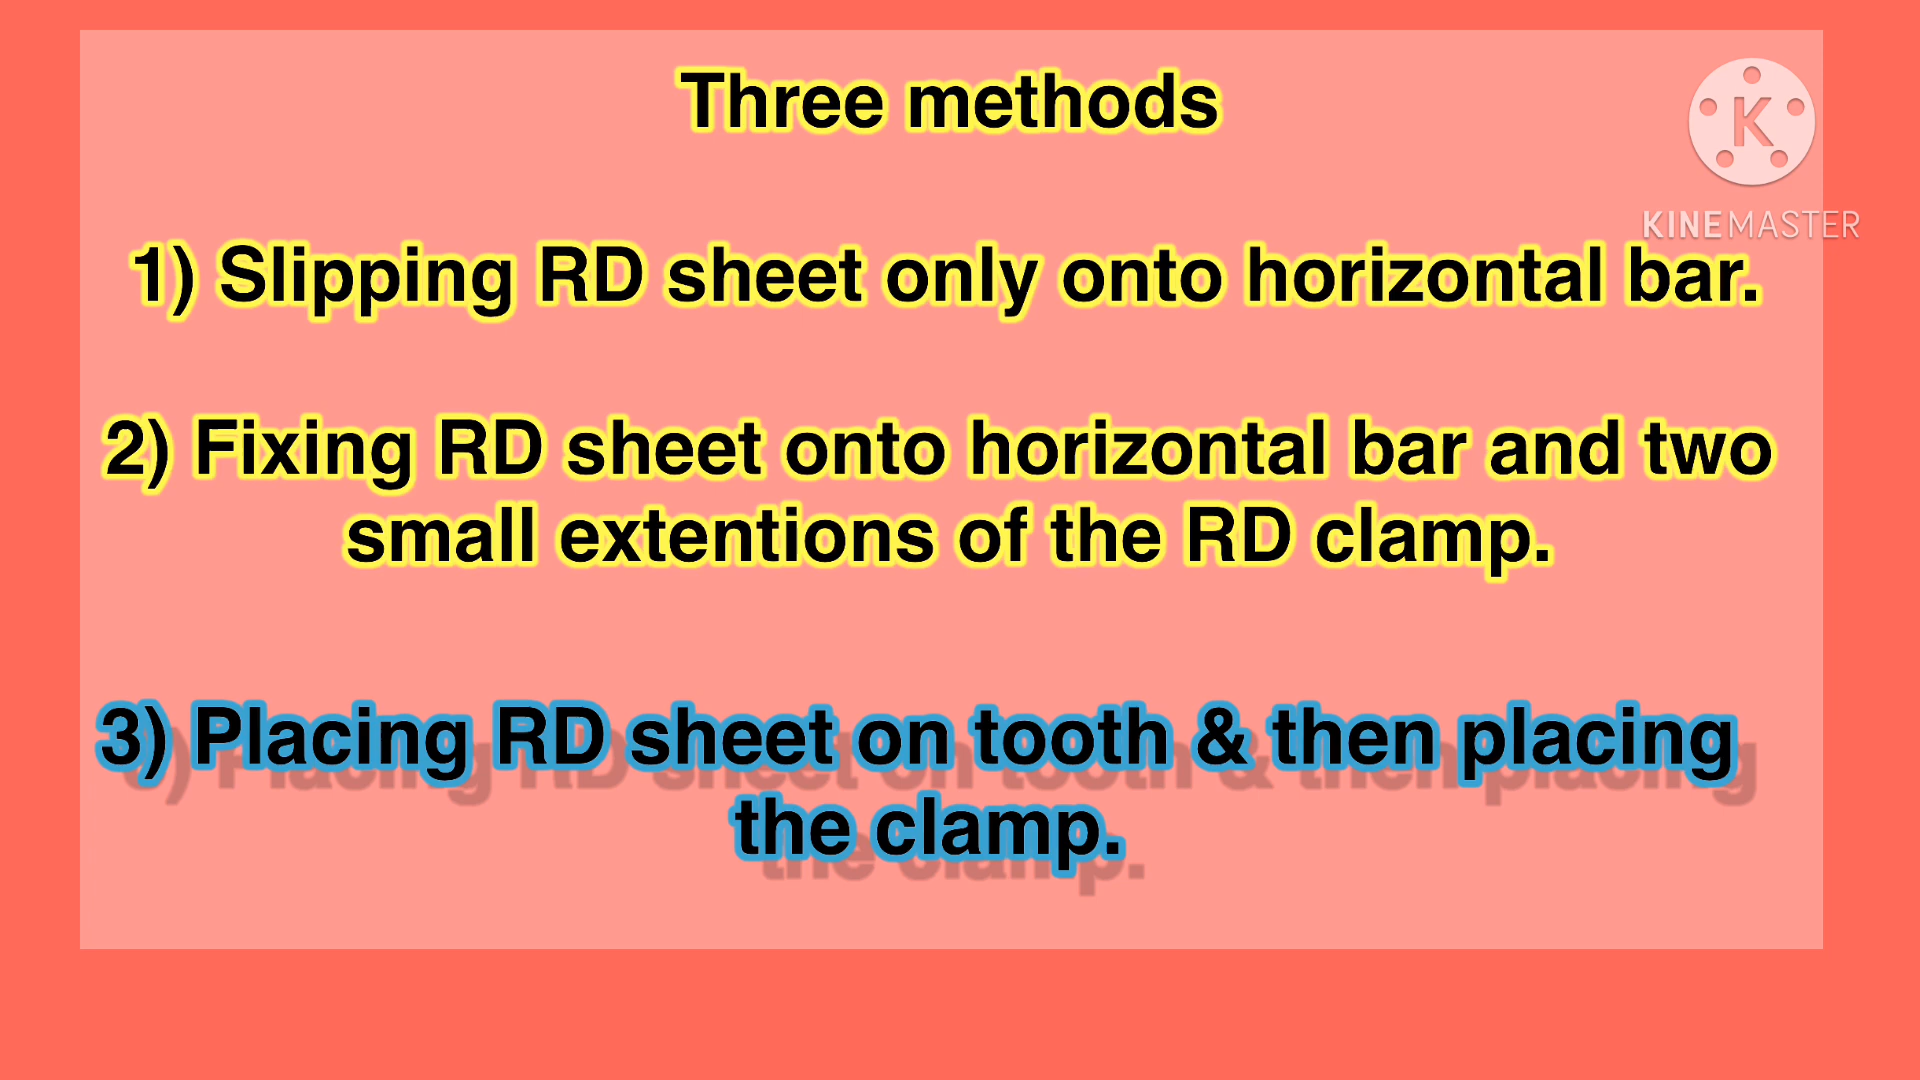 Three methods
K
KINEMASTER
1) Slipping RD sheet only onto horizontal bar.
2) Fixing RD sheet onto horizontal bar and two
small extentions of the RD clamp.
3) Placing RD sheet on tooth & then placing
the clamp.